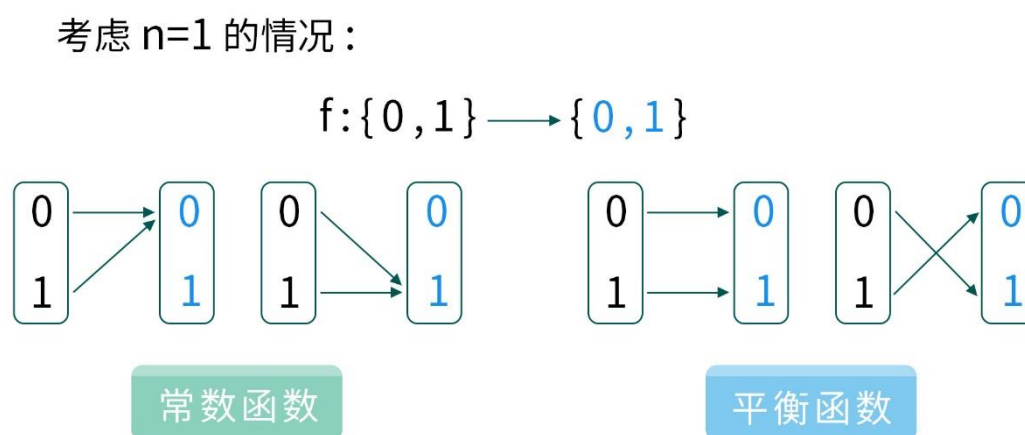 考虑 n=1 的情况：
f:{0,1}→{0,1}
0 0 0 0 0 0 0 0
1 1 1 1 1 1 1 1
常数函数 平衡函数